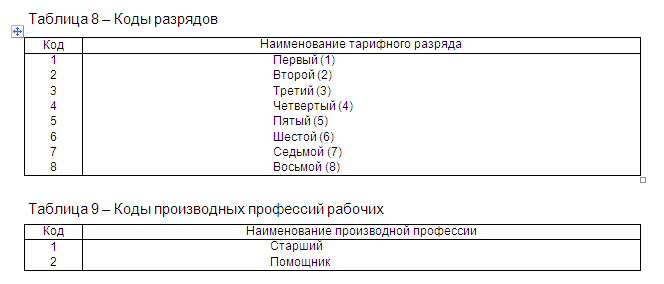 Таблица 8 – Коды разрядов
Код Наименование тарифного разряда
1 Первый (1)
2 Второй (2)
3 Третий (3)
4 Четвертый (4)
5 Пятый (5)
6 Шестой (6)
7 Седьмой (7)
8 Восьмой (8)
Таблица 9 – Коды производных профессий рабочих
Код Наименование производной профессии
1 Старший
2 Помощник